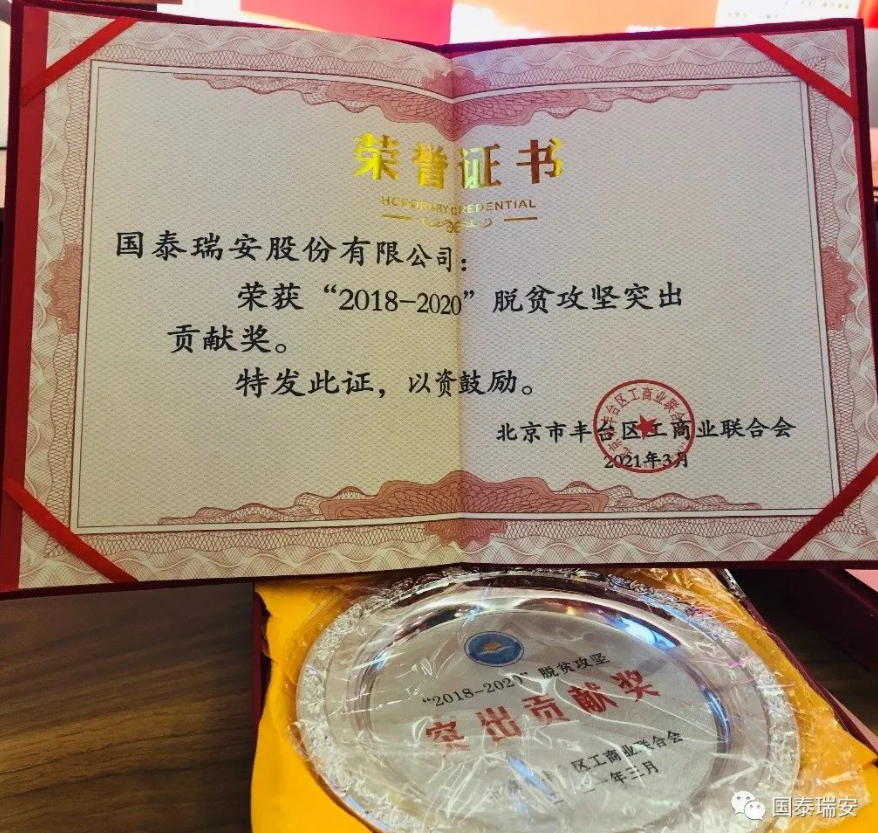 荣誉证书
HONORARY CREDENTIAL
国泰瑞安股份有限公司:
荣获“2018-2020”脱贫攻坚突出
贡献奖。
特发此证,以资鼓励。
北京市丰台区工商业联合会
2021年3月
“2018-2020”脱贫攻坚
突出贡献奖
区工商业联合会
一年三月
国泰瑞安